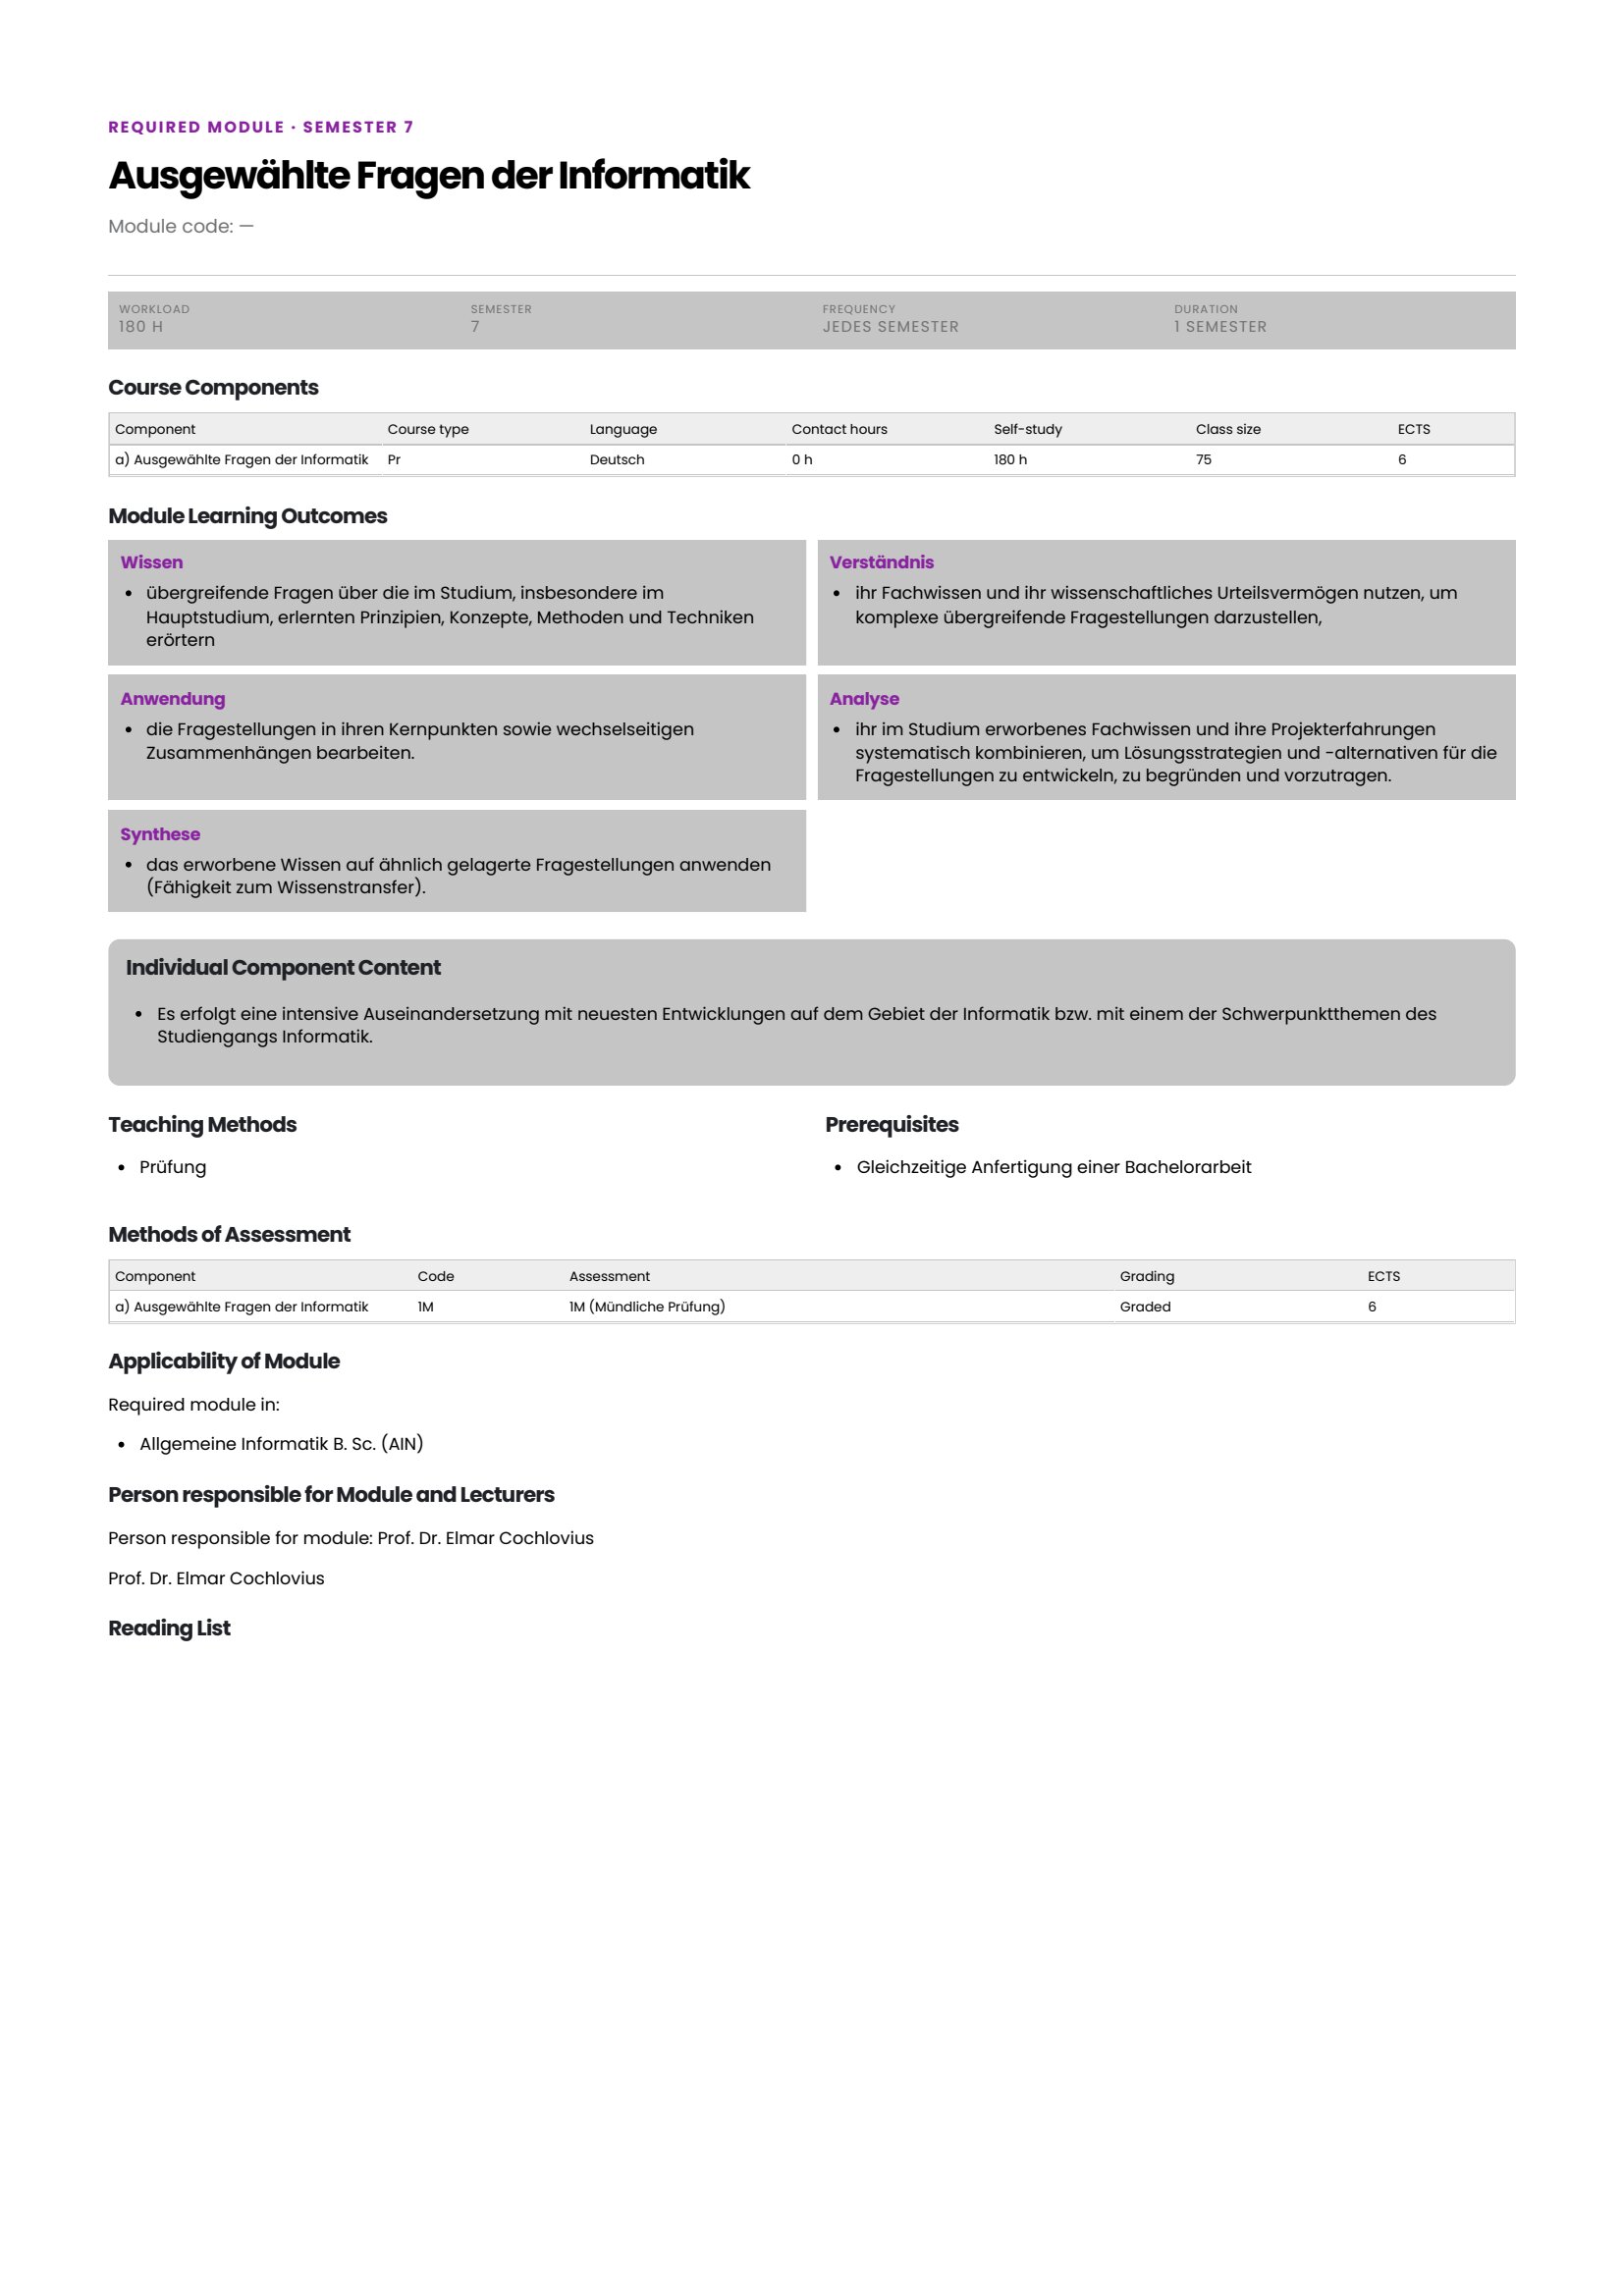 REQUIRED MODULE · SEMESTER 7
Ausgewählte Fragen der Informatik
Module code: —
WORKLOAD SEMESTER FREQUENCY DURATION
180 H 7 JEDES SEMESTER 1 SEMESTER
Course Components
Component Course type Language Contact hours Self-study Class size ECTS
a) Ausgewählte Fragen der Informatik Pr Deutsch 0 h 180 h 75 6
Module Learning Outcomes
Wissen
• übergreifende Fragen über die im Studium, insbesondere im
Hauptstudium, erlernten Prinzipien, Konzepte, Methoden und Techniken
erörtern
Verständnis
• ihr Fachwissen und ihr wissenschaftliches Urteilsvermögen nutzen, um
komplexe übergreifende Fragestellungen darzustellen,
Anwendung
• die Fragestellungen in ihren Kernpunkten sowie wechselseitigen
Zusammenhängen bearbeiten.
Analyse
• ihr im Studium erworbenes Fachwissen und ihre Projekterfahrungen
systematisch kombinieren, um Lösungsstrategien und -alternativen für die
Fragestellungen zu entwickeln, zu begründen und vorzutragen.
Synthese
• das erworbene Wissen auf ähnlich gelagerte Fragestellungen anwenden
(Fähigkeit zum Wissenstransfer).
Individual Component Content
• Es erfolgt eine intensive Auseinandersetzung mit neuesten Entwicklungen auf dem Gebiet der Informatik bzw. mit einem der Schwerpunktthemen des
Studiengangs Informatik.
Teaching Methods
• Prüfung
Prerequisites
• Gleichzeitige Anfertigung einer Bachelorarbeit
Methods of Assessment
Component Code Assessment Grading ECTS
a) Ausgewählte Fragen der Informatik 1M 1M (Mündliche Prüfung) Graded 6
Applicability of Module
Required module in:
• Allgemeine Informatik B. Sc. (AIN)
Person responsible for Module and Lecturers
Person responsible for module: Prof. Dr. Elmar Cochlovius
Prof. Dr. Elmar Cochlovius
Reading List